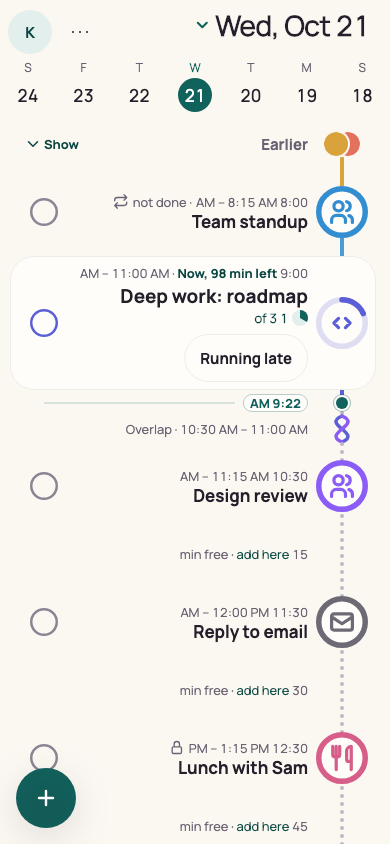 K ... Wed, Oct 21
S F T W T M S
24 23 22 21 20 19 18
Show Earlier
not done · AM – 8:15 AM 8:00
Team standup
AM – 11:00 AM · Now, 98 min left 9:00
Deep work: roadmap
of 3 1
Running late
AM 9:22
Overlap · 10:30 AM – 11:00 AM
AM – 11:15 AM 10:30
Design review
min free · add here 15
AM – 12:00 PM 11:30
Reply to email
min free · add here 30
PM – 1:15 PM 12:30
Lunch with Sam
min free · add here 45